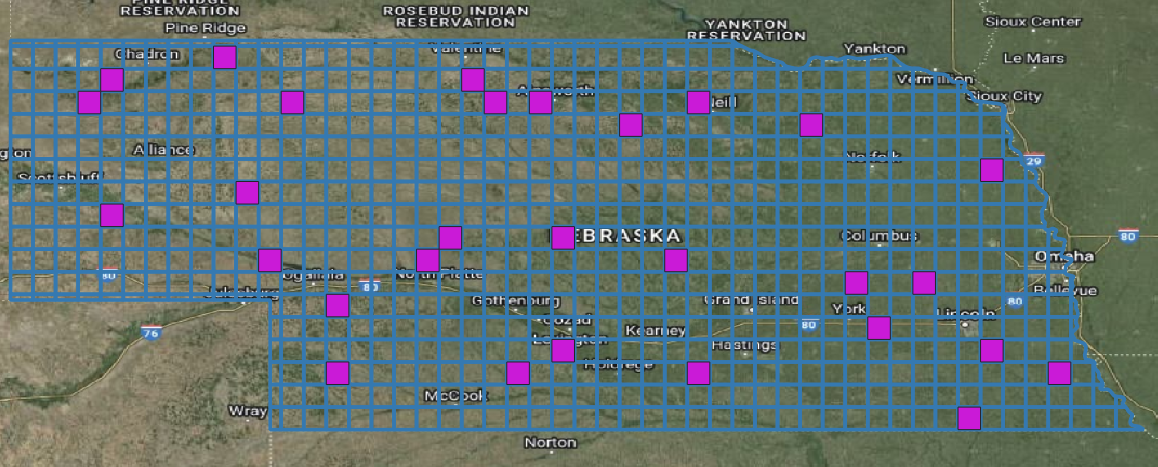 PINE RIDGE
RESERVATION
Pine Ridge
ROSEBUD INDIAN
RESERVATION
YANKTON
RESERVATION
Sioux Center
Chadron
Valentine
Yankton
Le Mars
Vermillion
Sioux City
Alliance
Norfolk
29
Scottsbluff
NEBRASKA
Columbus
80
Omaha
80
Ogallala
North Platte
80
Bellevue
Julesburg
Gothenburg
Grand Island
80
York
Lincoln
76
Cozad
Kearney
80
Lexington
Hastings
Holdrege
McCook
Wray
Norton